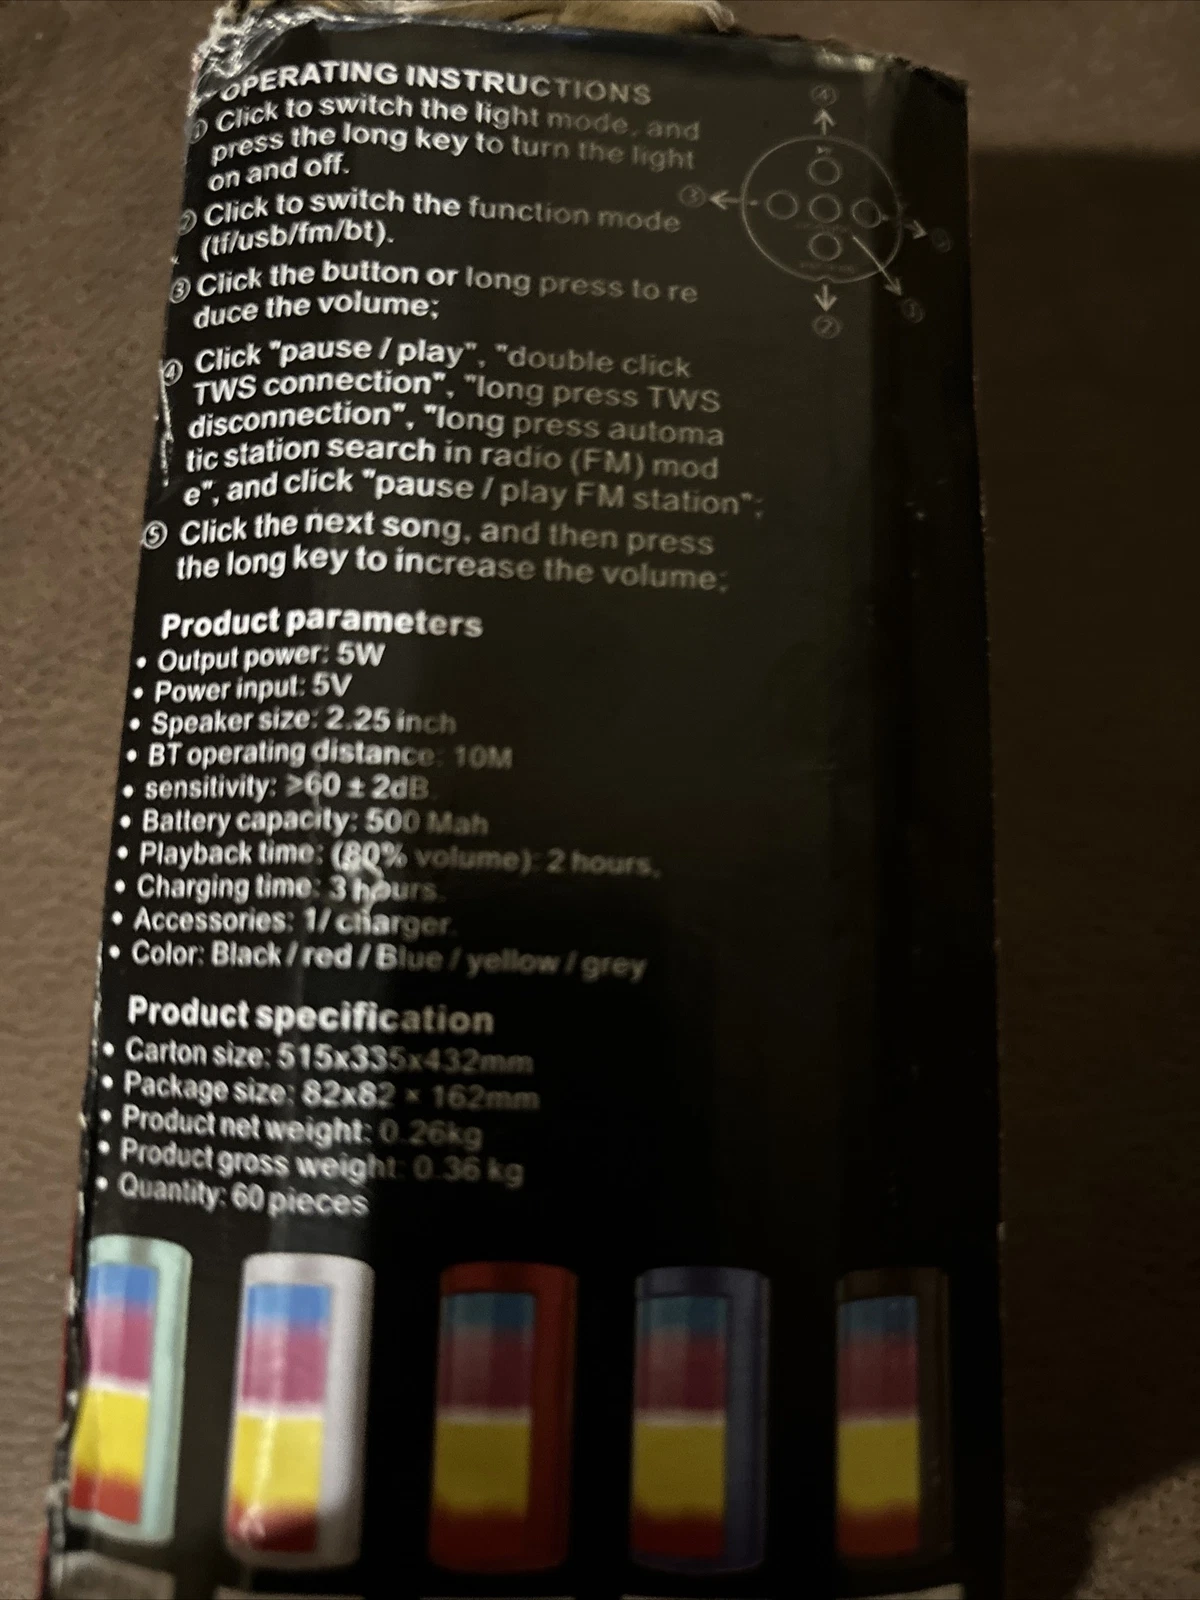 OPERATING INSTRUCTIONS
① Click to switch the light mode, and
press the long key to turn the light
on and off.
② Click to switch the function mode
(tf/usb/fm/bt).
③ Click the button or long press to re
duce the volume;
④ Click "pause / play", "double click
TWS connection", "long press TWS
disconnection", "long press automa
tic station search in radio (FM) mod
e", and click "pause / play FM station";
⑤ Click the next song, and then press
the long key to increase the volume;
④
③
⑤
①
②
Product parameters
• Output power: 5W
• Power input: 5V
• Speaker size: 2.25 inch
• BT operating distance: 10M
• sensitivity: >60 ± 2dB.
• Battery capacity: 500 Mah
• Playback time: (80% volume): 2 hours.
• Charging time: 3 hours.
• Accessories: 1/ charger.
• Color: Black / red / Blue / yellow / grey
Product specification
• Carton size: 515x335x432mm
• Package size: 82x82 × 162mm
• Product net weight: 0.26kg
• Product gross weight: 0.36 kg
• Quantity: 60 pieces